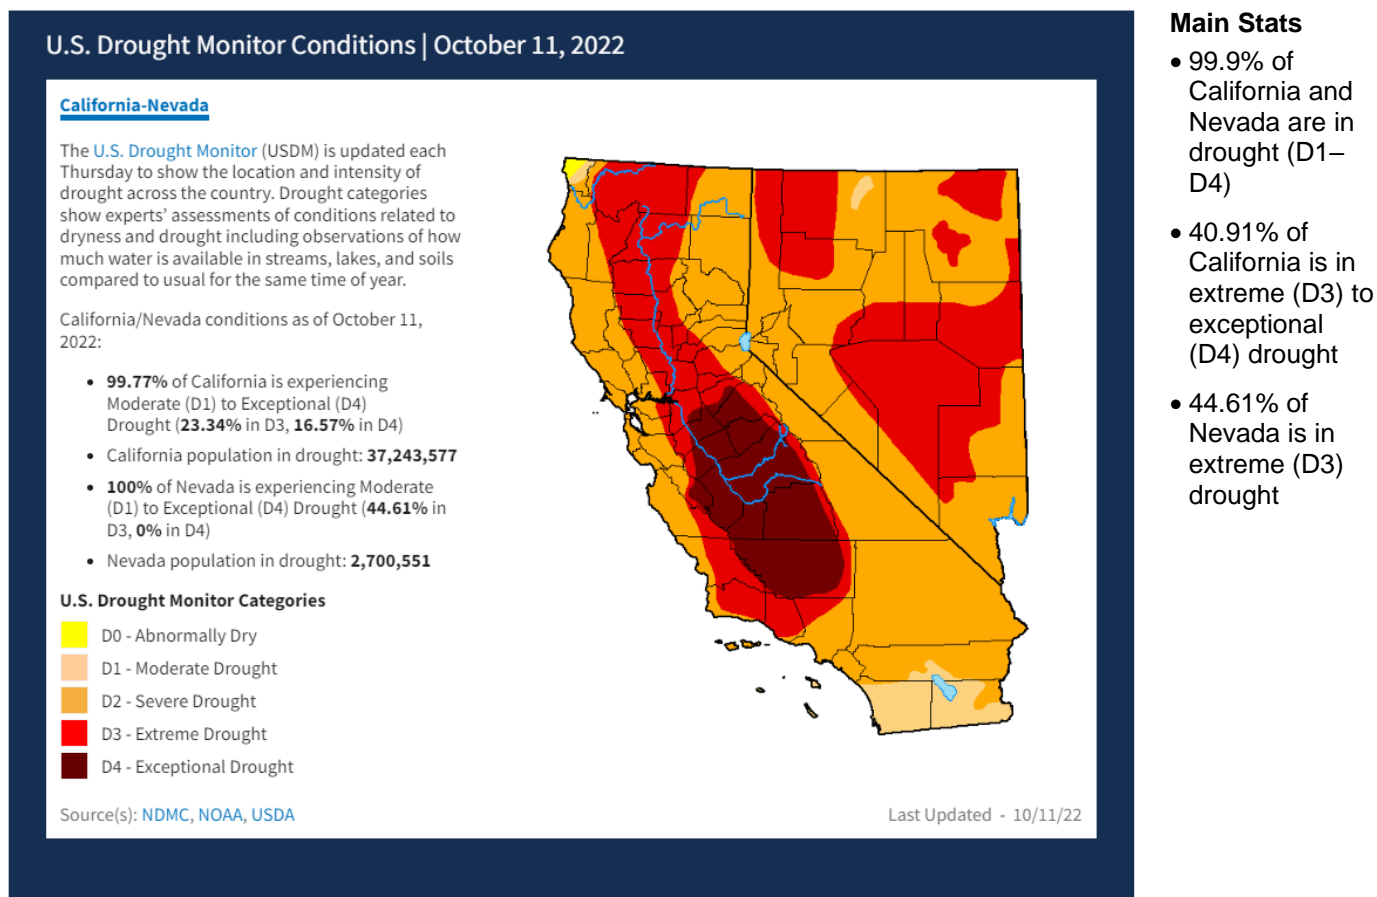 U.S. Drought Monitor Conditions | October 11, 2022
California-Nevada
The U.S. Drought Monitor (USDM) is updated each
Thursday to show the location and intensity of
drought across the country. Drought categories
show experts’ assessments of conditions related to
dryness and drought including observations of how
much water is available in streams, lakes, and soils
compared to usual for the same time of year.
California/Nevada conditions as of October 11,
2022:
• 99.77% of California is experiencing
Moderate (D1) to Exceptional (D4)
Drought (23.34% in D3, 16.57% in D4)
• California population in drought: 37,243,577
• 100% of Nevada is experiencing Moderate
(D1) to Exceptional (D4) Drought (44.61% in
D3, 0% in D4)
• Nevada population in drought: 2,700,551
U.S. Drought Monitor Categories
D0 - Abnormally Dry
D1 - Moderate Drought
D2 - Severe Drought
D3 - Extreme Drought
D4 - Exceptional Drought
Source(s): NDMC, NOAA, USDA
Last Updated - 10/11/22
Main Stats
• 99.9% of
California and
Nevada are in
drought (D1–
D4)
• 40.91% of
California is in
extreme (D3) to
exceptional
(D4) drought
• 44.61% of
Nevada is in
extreme (D3)
drought